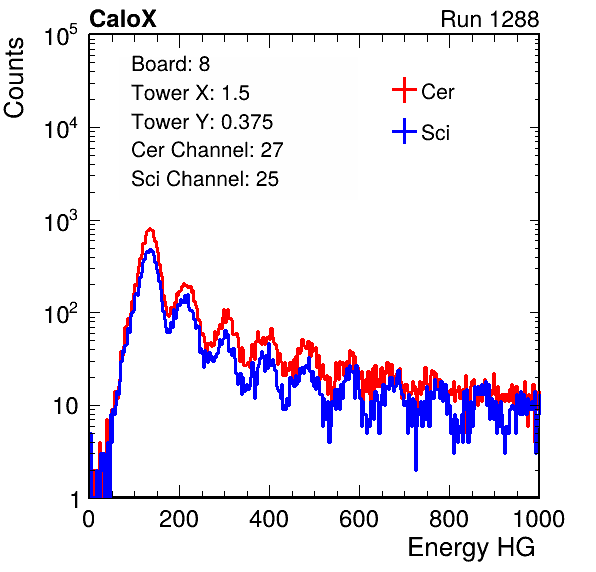 CaloX Run 1288
Counts
Board: 8
Tower X: 1.5
Tower Y: 0.375
Cer Channel: 27
Sci Channel: 25
Cer
Sci
10^5
10^4
10^3
10^2
10
1
0 200 400 600 800 1000
Energy HG